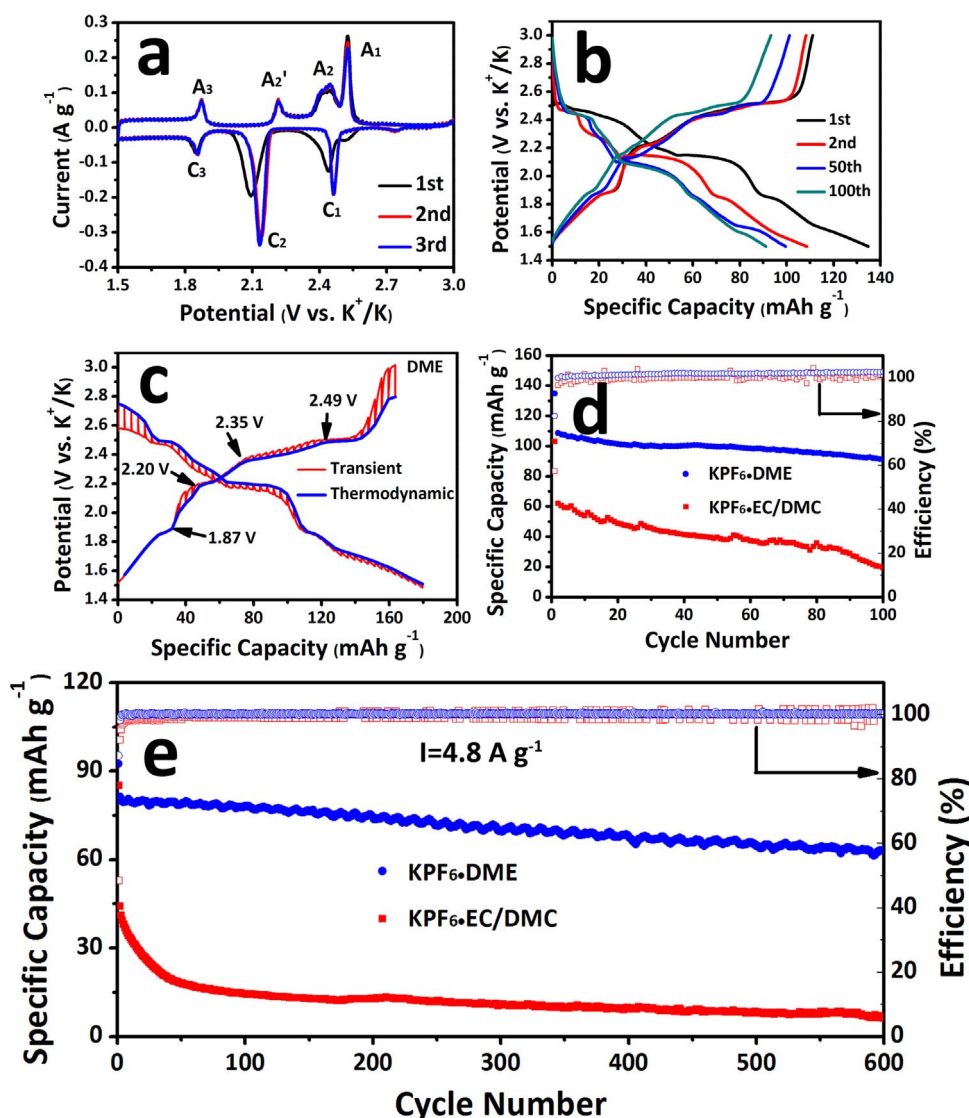 a
A₃
A₂'
A₂
A₁
C₃
C₂
C₁
1st
2nd
3rd
Current (A g⁻¹)
0.3
0.2
0.1
0.0
-0.1
-0.2
-0.3
-0.4
1.5
1.8
2.1
2.4
2.7
3.0
Potential (V vs. K⁺/K)
b
1st
2nd
50th
100th
Potential (V vs. K⁺/K)
3.0
2.7
2.4
2.1
1.8
1.5
0
20
40
60
80
100
120
140
Specific Capacity (mAh g⁻¹)
c
DME
2.35 V
2.49 V
2.20 V
1.87 V
Transient
Thermodynamic
Potential (V vs. K⁺/K)
3.0
2.8
2.6
2.4
2.2
2.0
1.8
1.6
1.4
0
40
80
120
160
200
Specific Capacity (mAh g⁻¹)
d
KPF₆•DME
KPF₆•EC/DMC
Specific Capacity (mAh g⁻¹)
160
140
120
100
80
60
40
20
0
100
80
60
40
20
0
Efficiency (%)
0
20
40
60
80
100
Cycle Number
e
I=4.8 A g⁻¹
KPF₆•DME
KPF₆•EC/DMC
Specific Capacity (mAh g⁻¹)
120
90
60
30
0
100
80
60
40
20
0
Efficiency (%)
0
100
200
300
400
500
600
Cycle Number